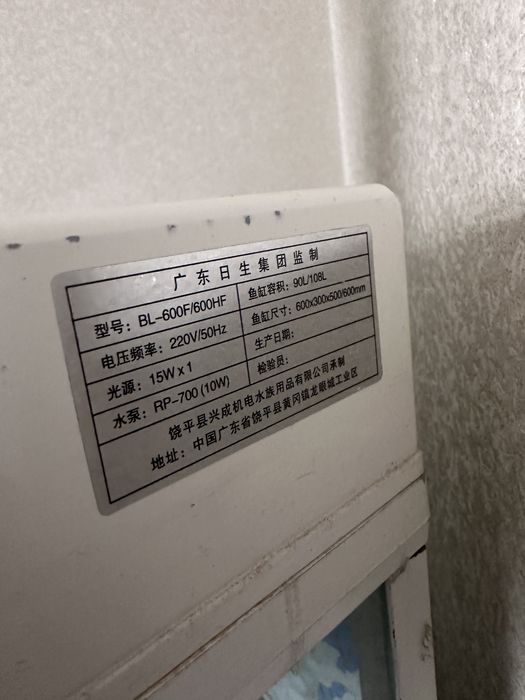 广东日生集团监制
型号：BL-600F/600HF 鱼缸容积：90L/108L
电压频率：220V/50Hz 鱼缸尺寸：600x300x500/600mm
光源：15W x 1 生产日期：
水泵：RP-700 (10W) 检验员：
饶平县兴成机电水族用品有限公司承制
地址：中国广东省饶平县黄冈镇龙眼城工业区